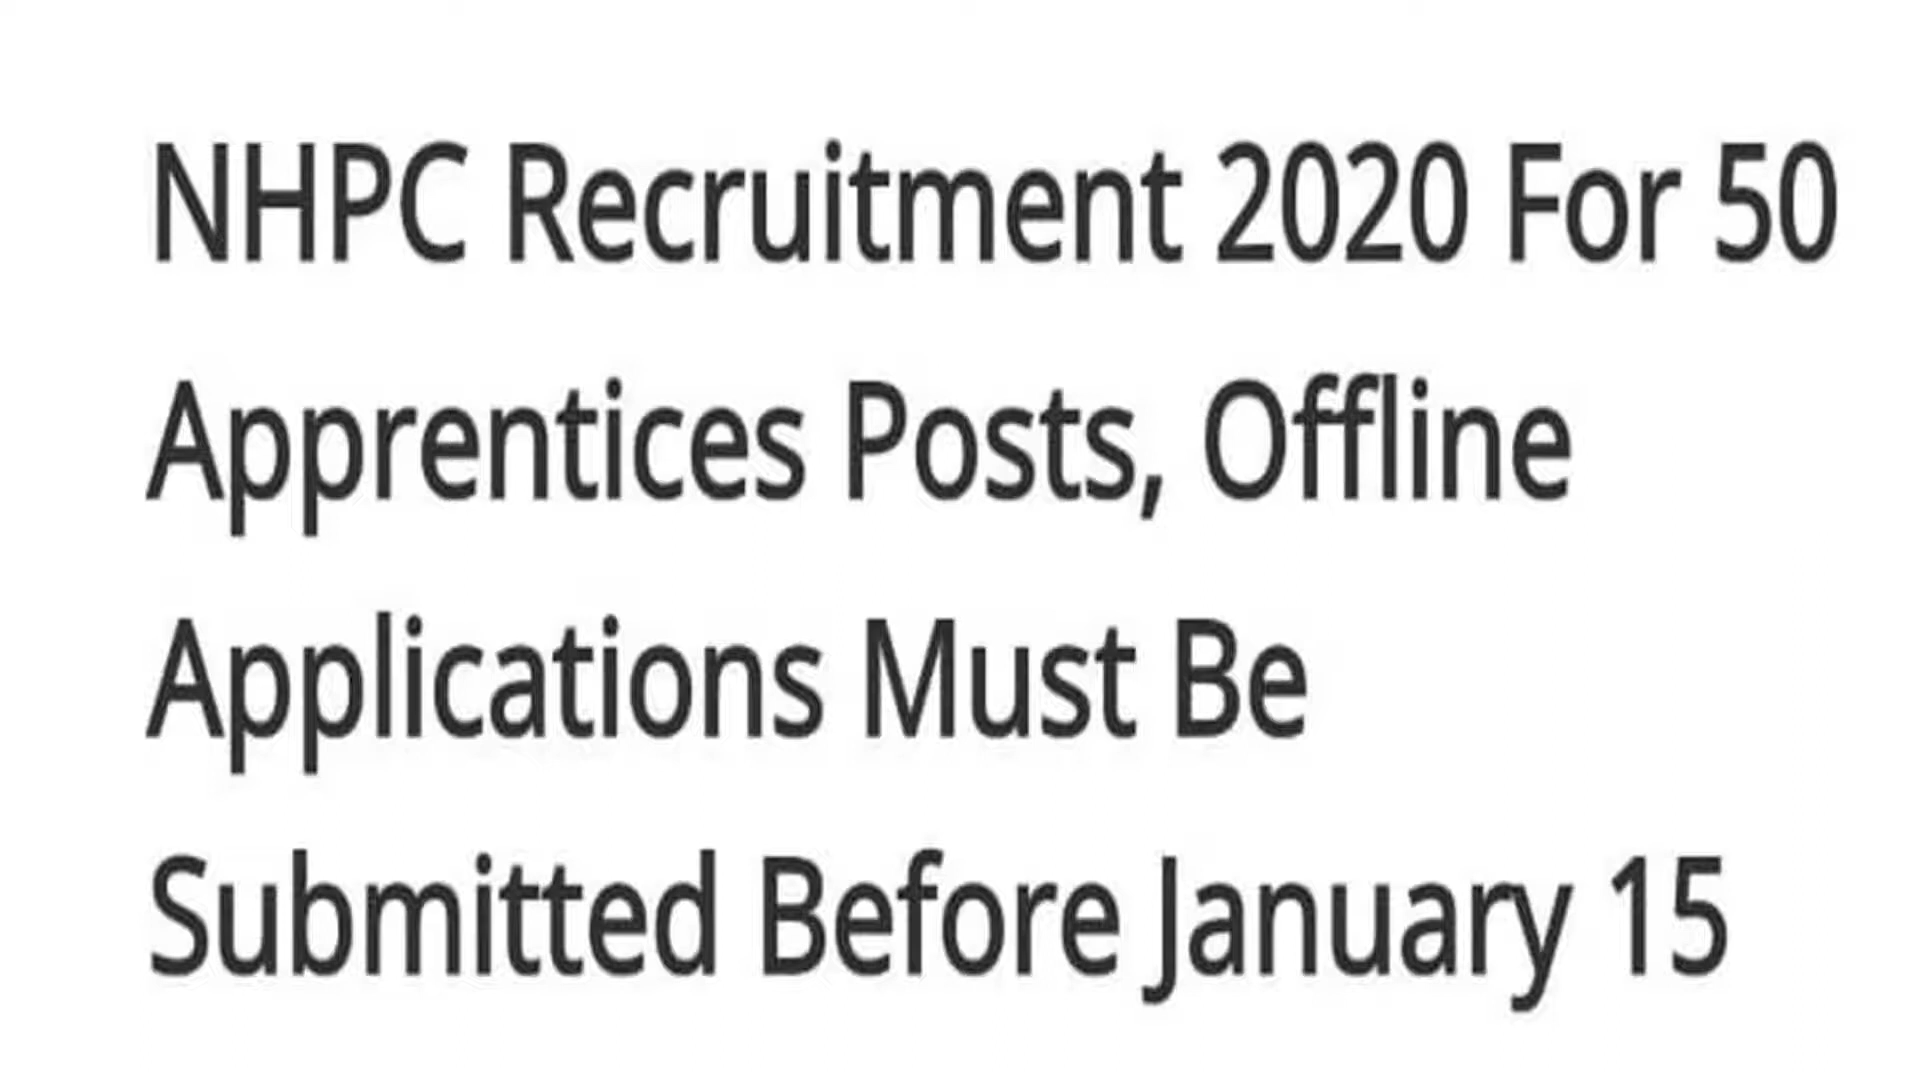 NHPC Recruitment 2020 For 50
Apprentices Posts, Offline
Applications Must Be
Submitted Before January 15